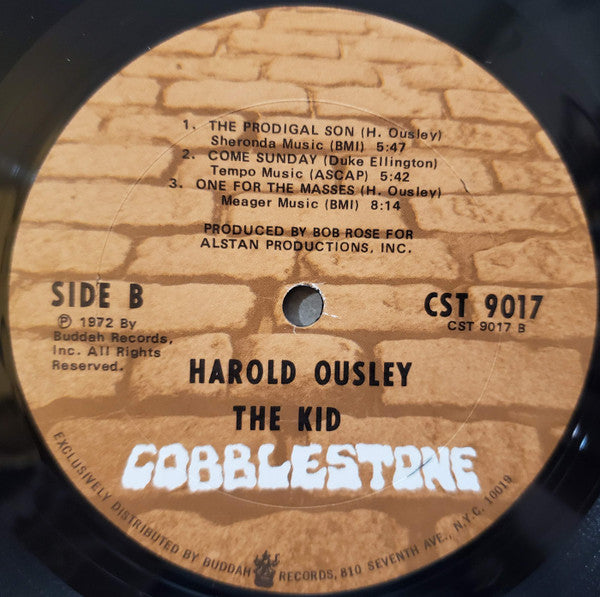 1. THE PRODIGAL SON (H. Ousley)
Sheronda Music (BMI) 5:47
2. COME SUNDAY (Duke Ellington)
Tempo Music (ASCAP) 5:42
3. ONE FOR THE MASSES (H. Ousley)
Meager Music (BMI) 8:14
PRODUCED BY BOB ROSE FOR
ALSTAN PRODUCTIONS, INC.
SIDE B
℗ 1972 By
Buddah Records,
Inc. All Rights
Reserved.
CST 9017
CST 9017 B
HAROLD OUSLEY
THE KID
COBBLESTONE
EXCLUSIVELY DISTRIBUTED BY BUDDAH RECORDS, 810 SEVENTH AVE., N.Y.C. 10019